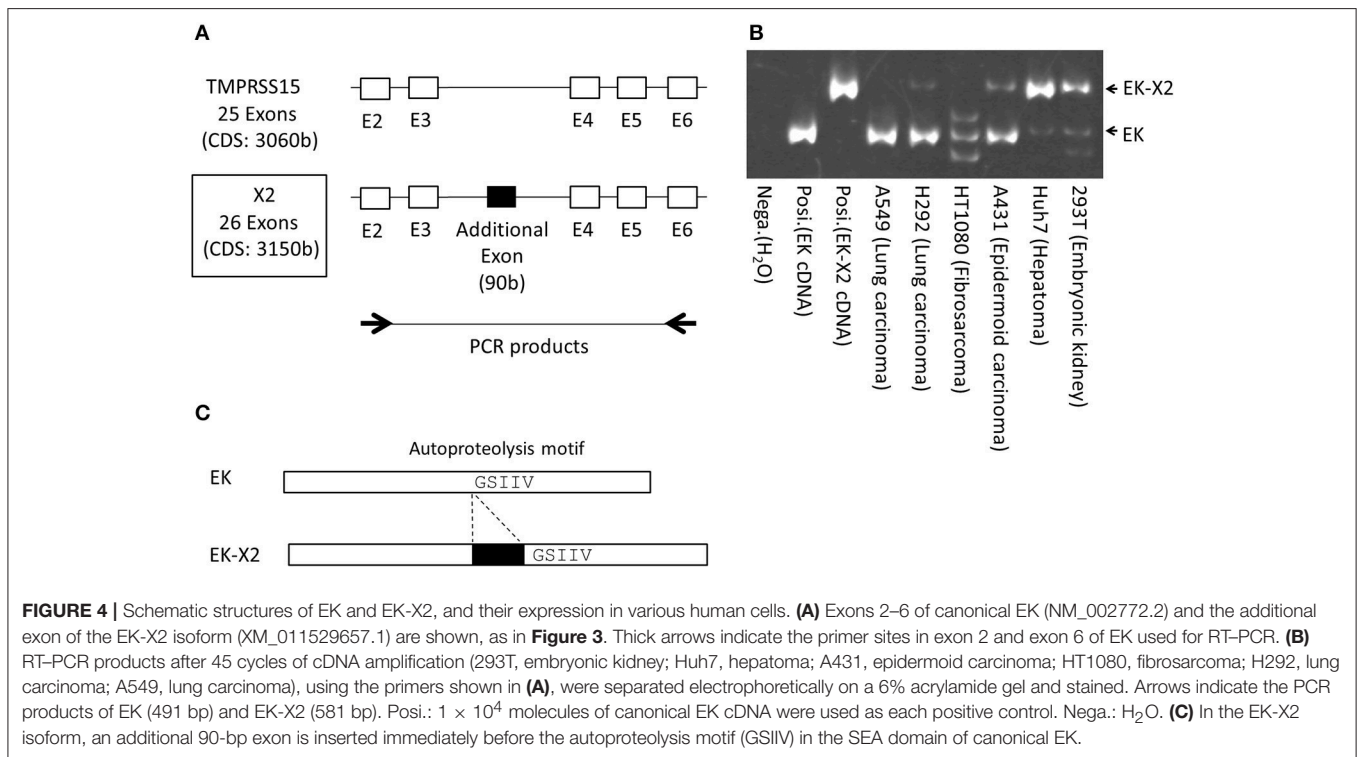 A
TMPRSS15
25 Exons
(CDS: 3060b)
E2 E3 E4 E5 E6
X2
26 Exons
(CDS: 3150b)
E2 E3 Additional E4 E5 E6
Exon
(90b)
PCR products
B
EK-X2
EK
Nega.(H₂O)
Posi.(EK cDNA)
Posi.(EK-X2 cDNA)
A549 (Lung carcinoma)
H292 (Lung carcinoma)
HT1080 (Fibrosarcoma)
A431 (Epidermoid carcinoma)
Huh7 (Hepatoma)
293T (Embryonic kidney)
C
Autoproteolysis motif
EK GSIIV
EK-X2 GSIIV
FIGURE 4 | Schematic structures of EK and EK-X2, and their expression in various human cells. (A) Exons 2–6 of canonical EK (NM_002772.2) and the additional
exon of the EK-X2 isoform (XM_011529657.1) are shown, as in Figure 3. Thick arrows indicate the primer sites in exon 2 and exon 6 of EK used for RT–PCR. (B)
RT–PCR products after 45 cycles of cDNA amplification (293T, embryonic kidney; Huh7, hepatoma; A431, epidermoid carcinoma; HT1080, fibrosarcoma; H292, lung
carcinoma; A549, lung carcinoma), using the primers shown in (A), were separated electrophoretically on a 6% acrylamide gel and stained. Arrows indicate the PCR
products of EK (491 bp) and EK-X2 (581 bp). Posi.: 1 × 10⁴ molecules of canonical EK cDNA were used as each positive control. Nega.: H₂O. (C) In the EK-X2
isoform, an additional 90-bp exon is inserted immediately before the autoproteolysis motif (GSIIV) in the SEA domain of canonical EK.